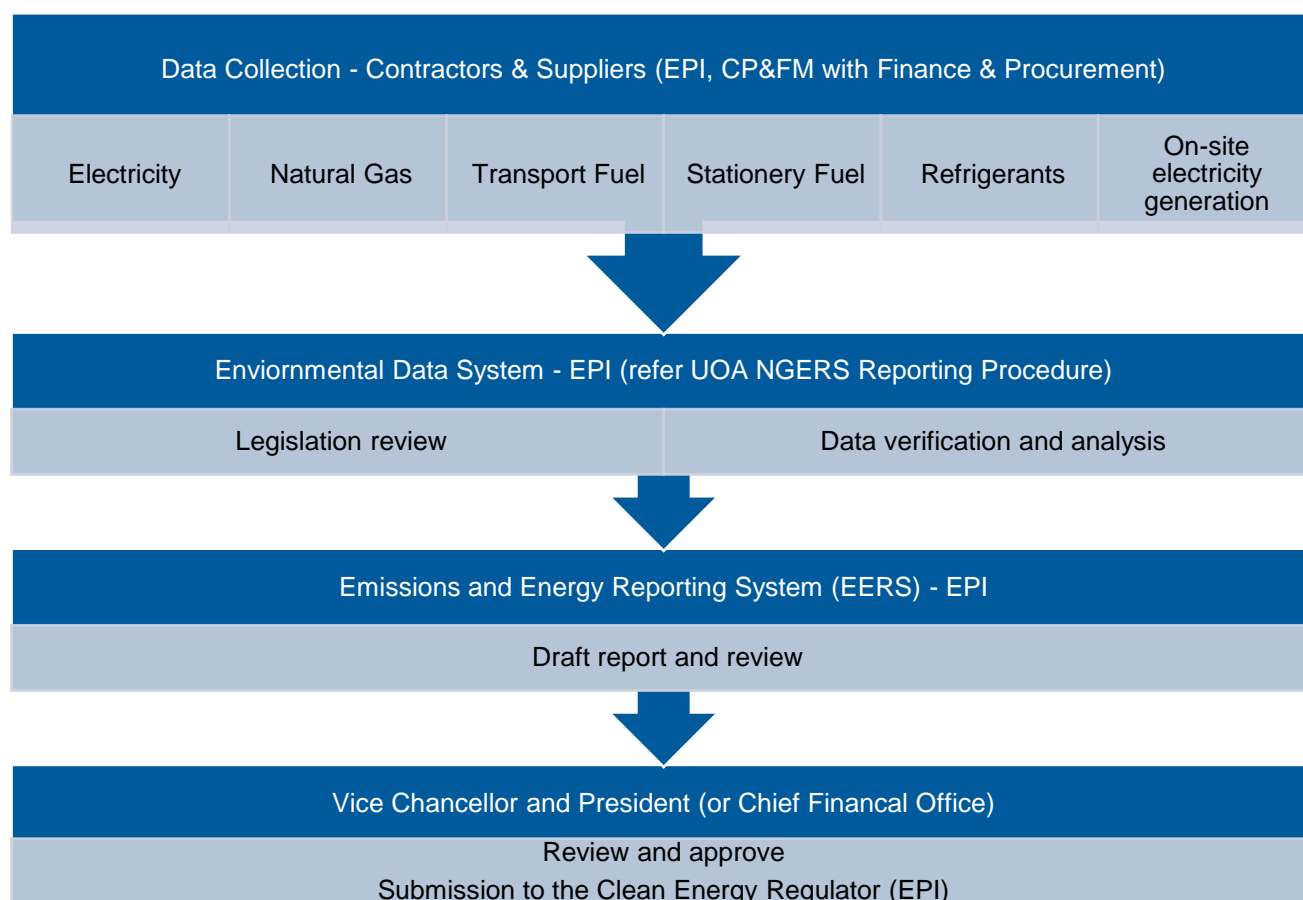 Data Collection - Contractors & Suppliers (EPI, CP&FM with Finance & Procurement)
Electricity
Natural Gas
Transport Fuel
Stationery Fuel
Refrigerants
On-site
electricity
generation
Enviornmental Data System - EPI (refer UOA NGERS Reporting Procedure)
Legislation review
Data verification and analysis
Emissions and Energy Reporting System (EERS) - EPI
Draft report and review
Vice Chancellor and President (or Chief Financal Office)
Review and approve
Submission to the Clean Energy Regulator (EPI)